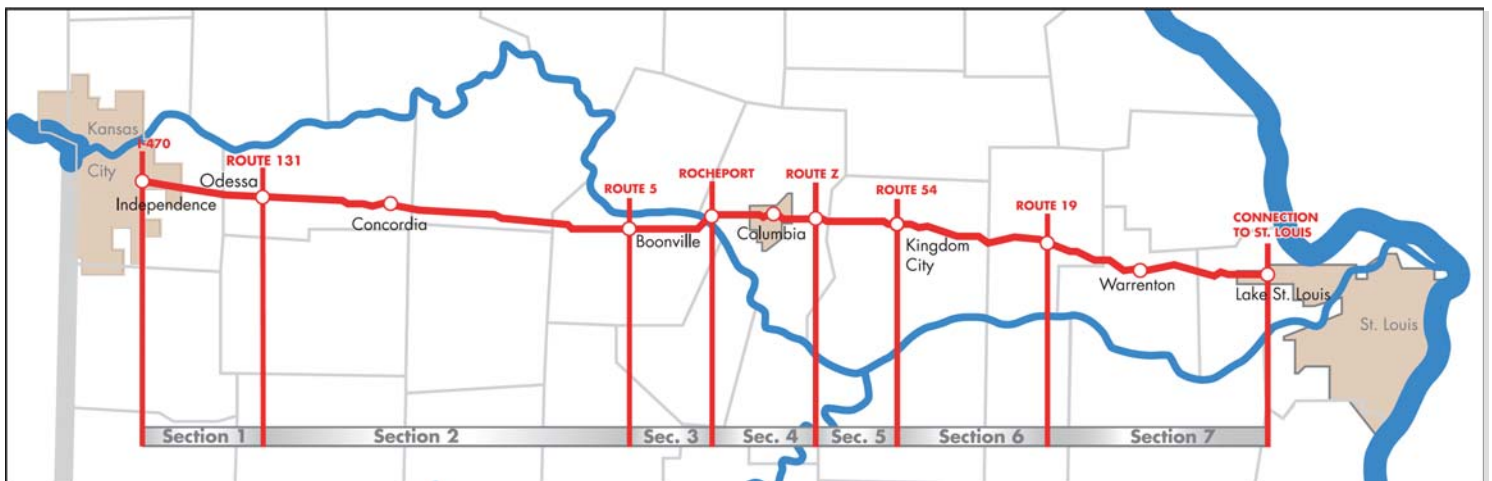 Kansas
City
I-470
ROUTE 131
Odessa
Independence
Concordia
ROUTE 5
Boonville
ROCHEPORT
Columbia
ROUTE Z
ROUTE 54
Kingdom
City
ROUTE 19
Warrenton
CONNECTION
TO ST. LOUIS
Lake St. Louis
St. Louis
Section 1
Section 2
Sec. 3
Sec. 4
Sec. 5
Section 6
Section 7